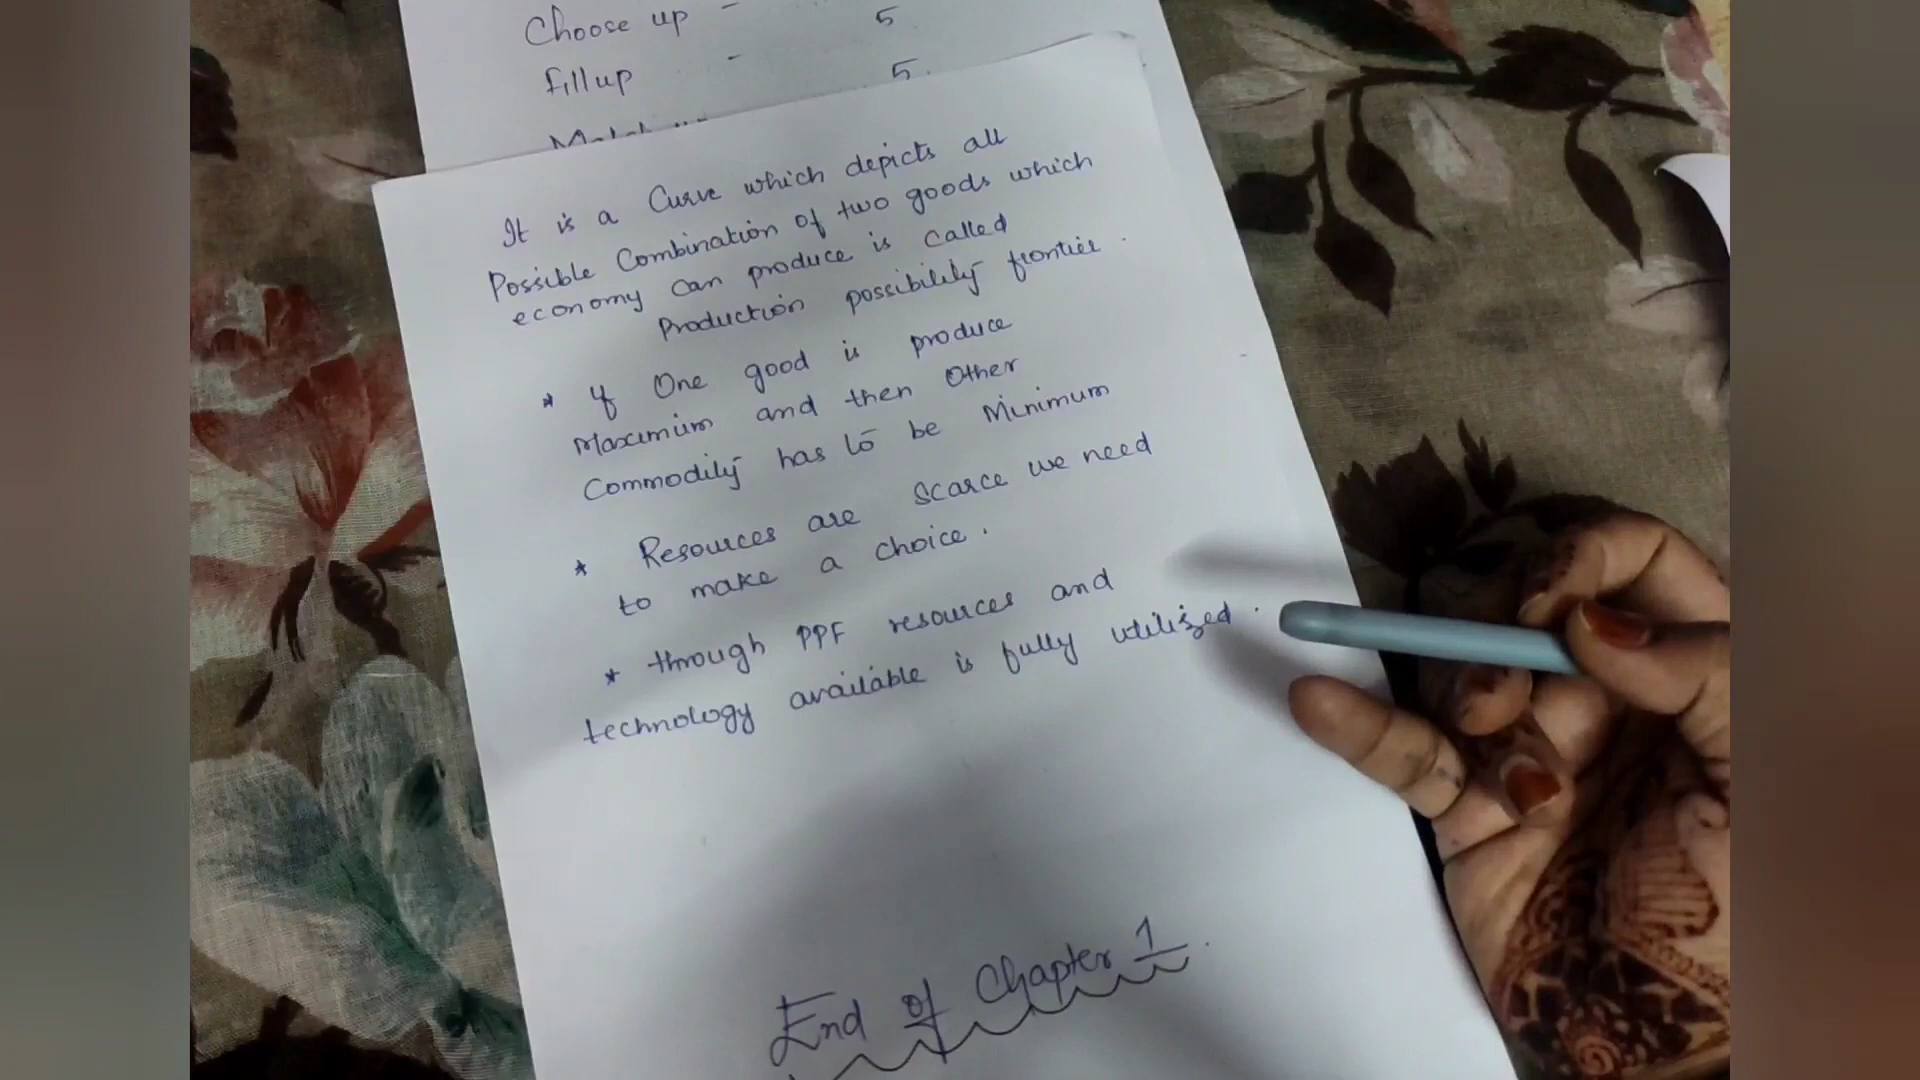 Choose up - 5
fill up - 5.
It is a Curve which depicts all
Possible Combination of two goods which
economy can produce is called
Production possibility frontier.
* If One good is produce
Maximum and then Other
Commodity has to be Minimum
* Resources are scarce we need
to make a choice.
* through PPF resources and
technology available is fully utilized.
End of Chapter 1.